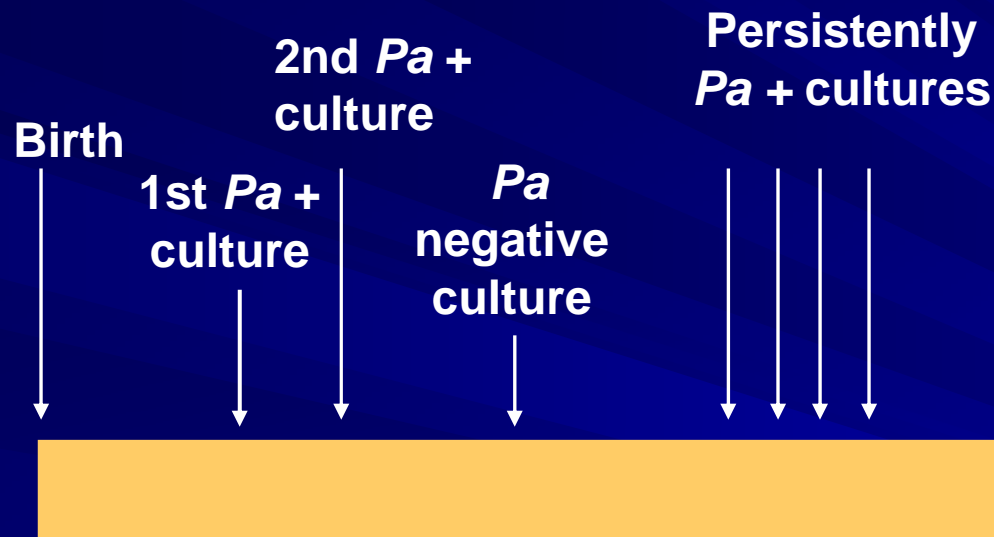 Birth
1st Pa +
culture
2nd Pa +
culture
Pa
negative
culture
Persistently
Pa + cultures